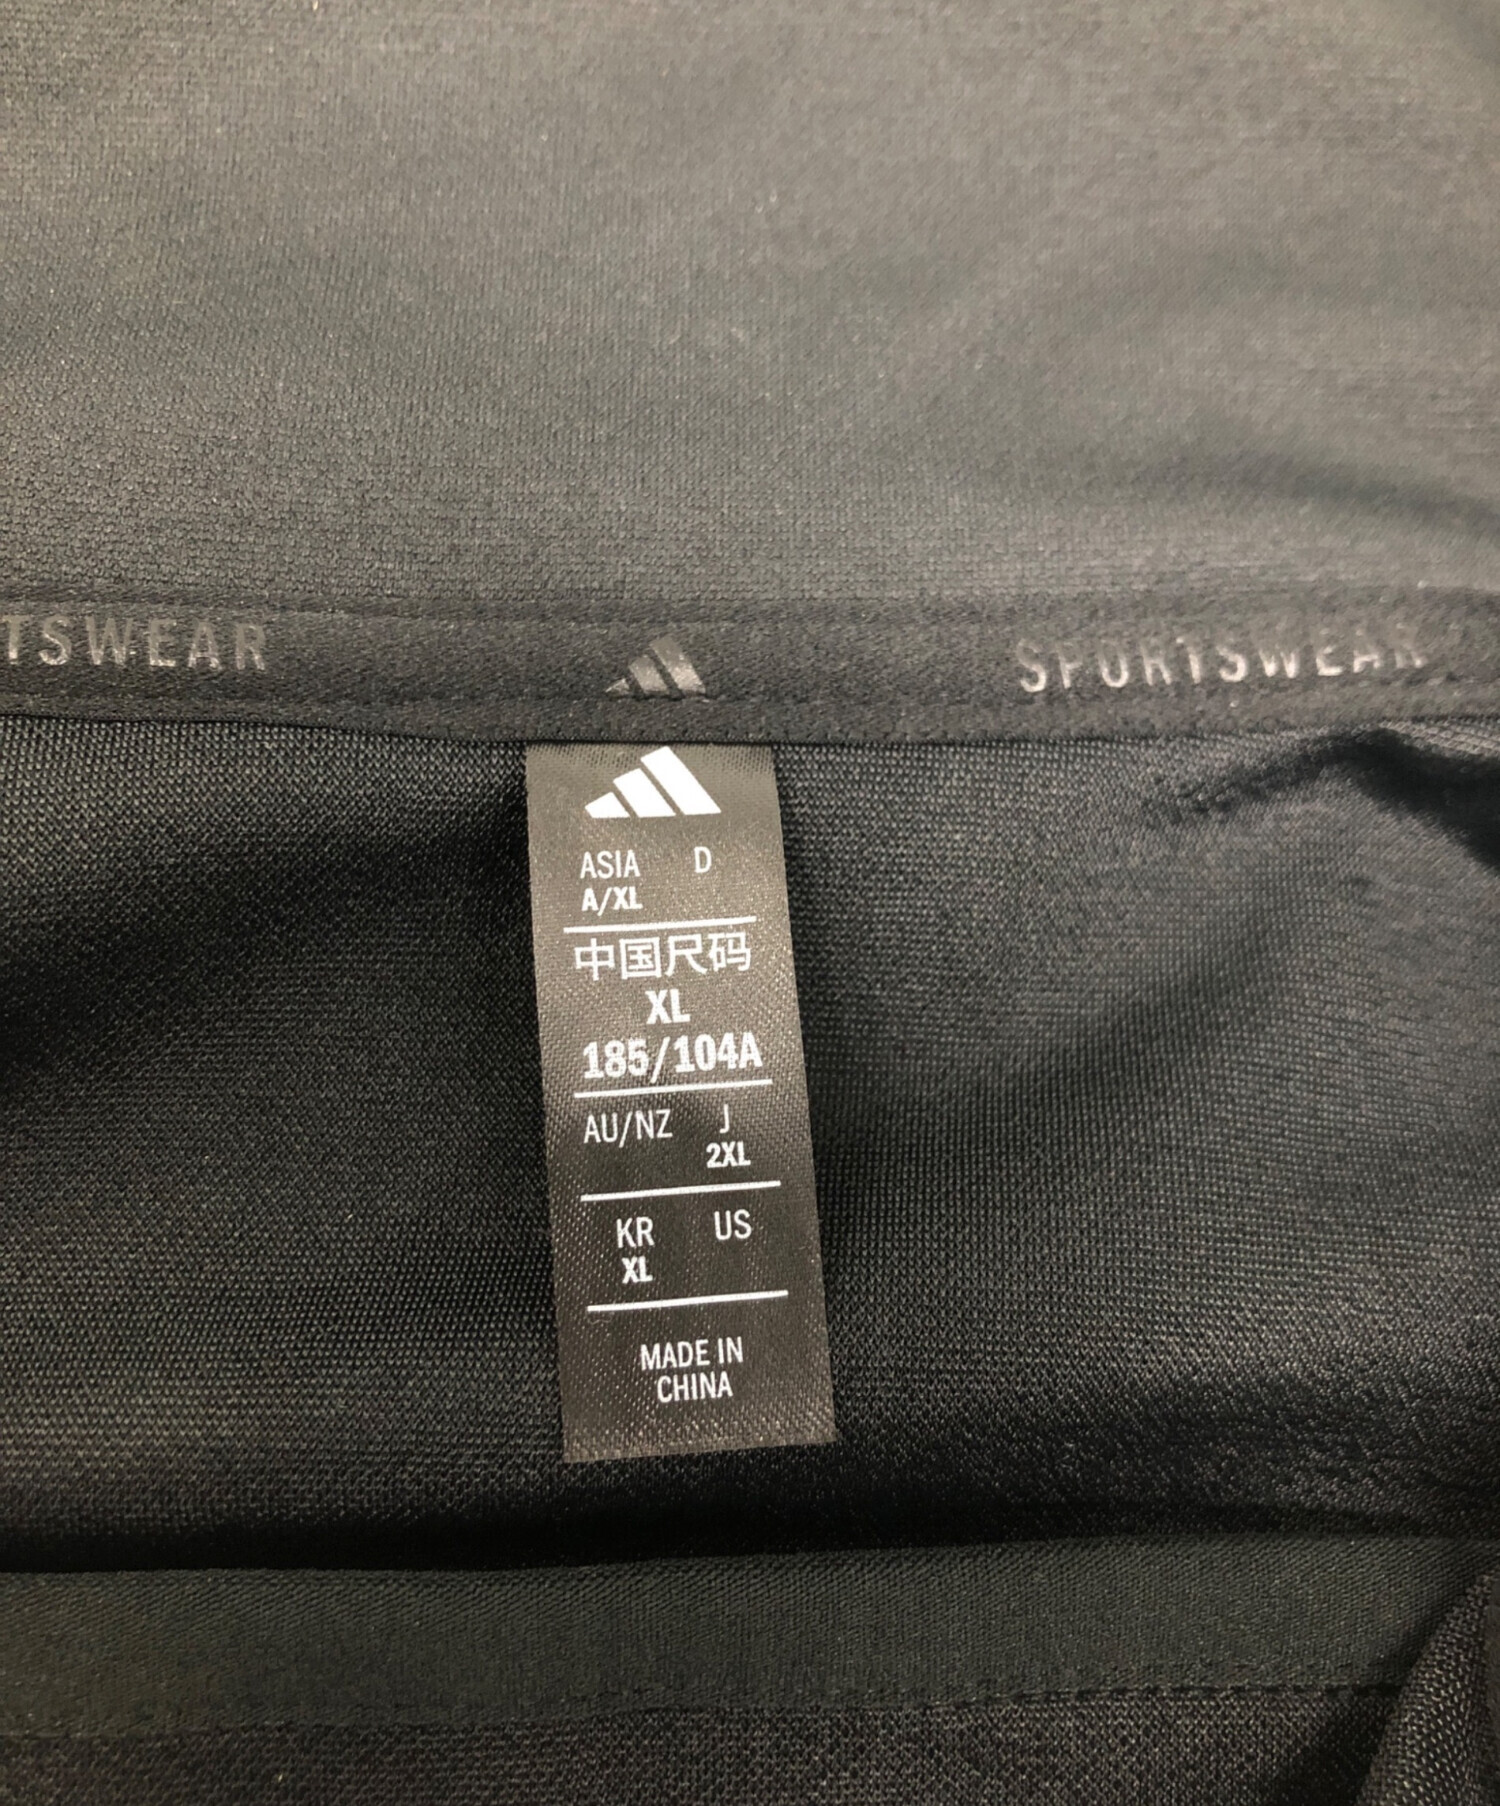 TSWEAR
SPORTSWEAR
ASIA D
A/XL
中国尺码
XL
185/104A
AU/NZ J
2XL
KR US
XL
MADE IN
CHINA